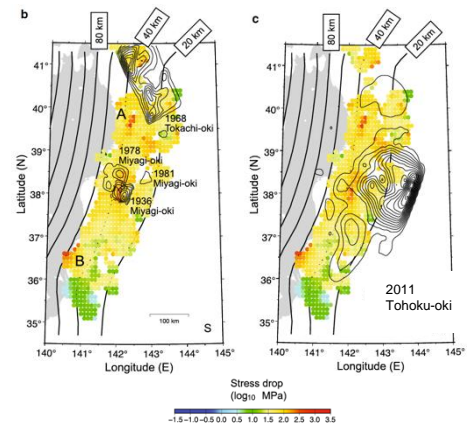 b
80 km
40 km
20 km
41°
40°
39°
38°
37°
36°
35°
Latitude (N)
A
1968
Tokachi-oki
1978
Miyagi-oki
1981
Miyagi-oki
1936
Miyagi-oki
B
100 km
S
140° 141° 142° 143° 144° 145°
Longitude (E)
c
80 km
40 km
20 km
41°
40°
39°
38°
37°
36°
35°
Latitude (N)
2011
Tohoku-oki
140° 141° 142° 143° 144° 145°
Longitude (E)
Stress drop
(log10 MPa)
−1.5 −1.0 −0.5 0.0 0.5 1.0 1.5 2.0 2.5 3.0 3.5